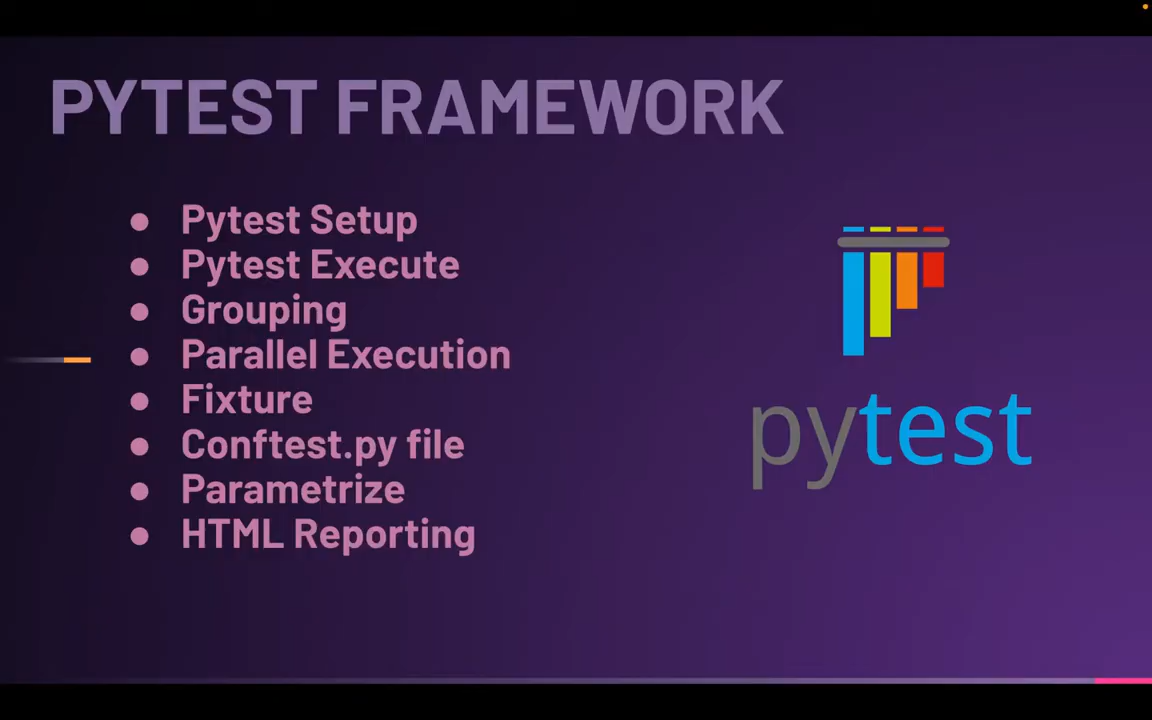 PYTEST FRAMEWORK
● Pytest Setup
● Pytest Execute
● Grouping
● Parallel Execution
● Fixture
● Conftest.py file
● Parametrize
● HTML Reporting
pytest